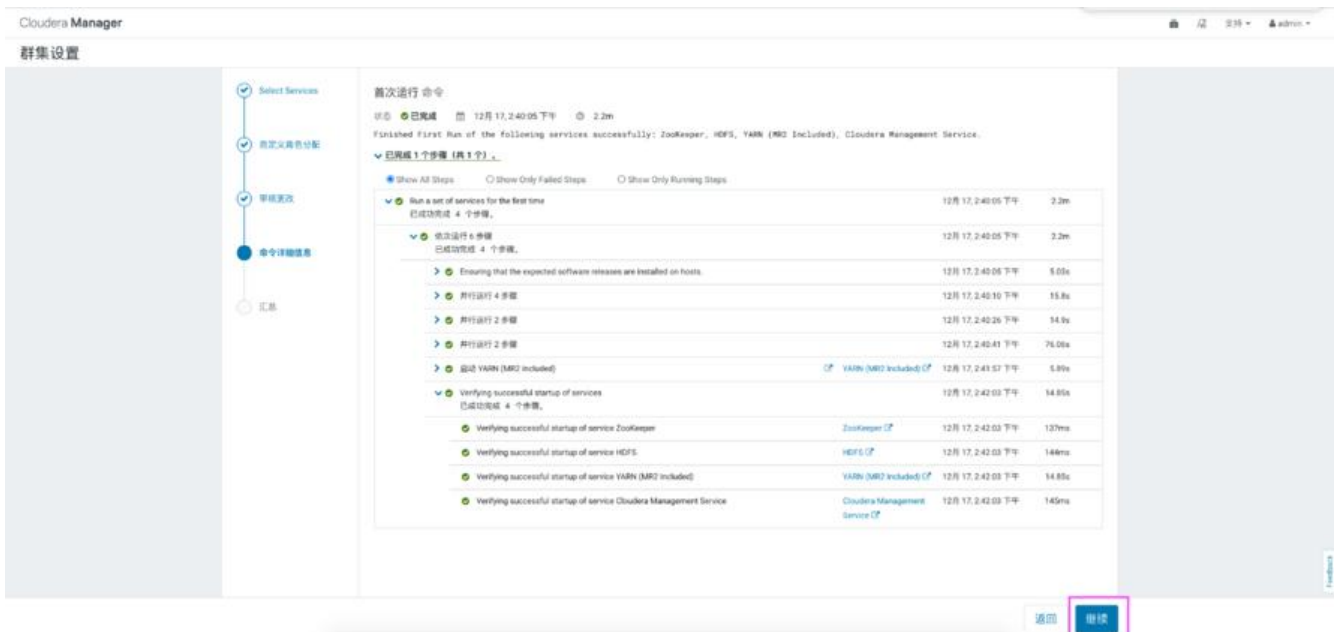 Cloudera Manager
支持 admin
群集设置
Select Services
自定义角色分配
审核更改
命令详细信息
汇总
首次运行 命令
状态 已完成 12月 17, 2:40:05 下午 2.2m
Finished First Run of the following services successfully: ZooKeeper, HDFS, YARN (MR2 Included), Cloudera Management Service.
已完成 1 个步骤（共 1 个）。
Show All Steps Show Only Failed Steps Show Only Running Steps
Run a set of services for the first time 12月 17, 2:40:05 下午 2.2m
已成功完成 4 个步骤。
依次运行 6 步骤 12月 17, 2:40:05 下午 2.2m
已成功完成 4 个步骤。
Ensuring that the expected software releases are installed on hosts. 12月 17, 2:40:05 下午 5.03s
并行运行 4 步骤 12月 17, 2:40:10 下午 15.8s
并行运行 2 步骤 12月 17, 2:40:26 下午 14.9s
并行运行 2 步骤 12月 17, 2:40:41 下午
启动 YARN (MR2 Included) YARN (MR2 Included) 12月 17, 2:41:57 下午 5.89s
Verifying successful startup of services 12月 17, 2:42:03 下午 14.85s
已成功完成 4 个步骤。
Verifying successful startup of service ZooKeeper ZooKeeper 12月 17, 2:42:03 下午 137ms
Verifying successful startup of service HDFS HDFS 12月 17, 2:42:03 下午 144ms
Verifying successful startup of service YARN (MR2 Included) YARN (MR2 Included) 12月 17, 2:42:03 下午 14.85s
Verifying successful startup of service Cloudera Management Service Cloudera Management 12月 17, 2:42:03 下午 145ms
Service
Feedback
返回 继续